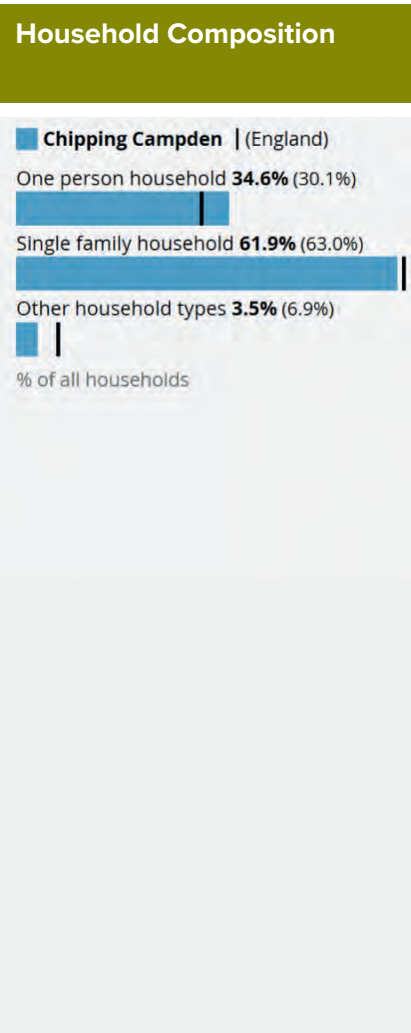 Household Composition
Chipping Campden | (England)
One person household 34.6% (30.1%)
Single family household 61.9% (63.0%)
Other household types 3.5% (6.9%)
% of all households